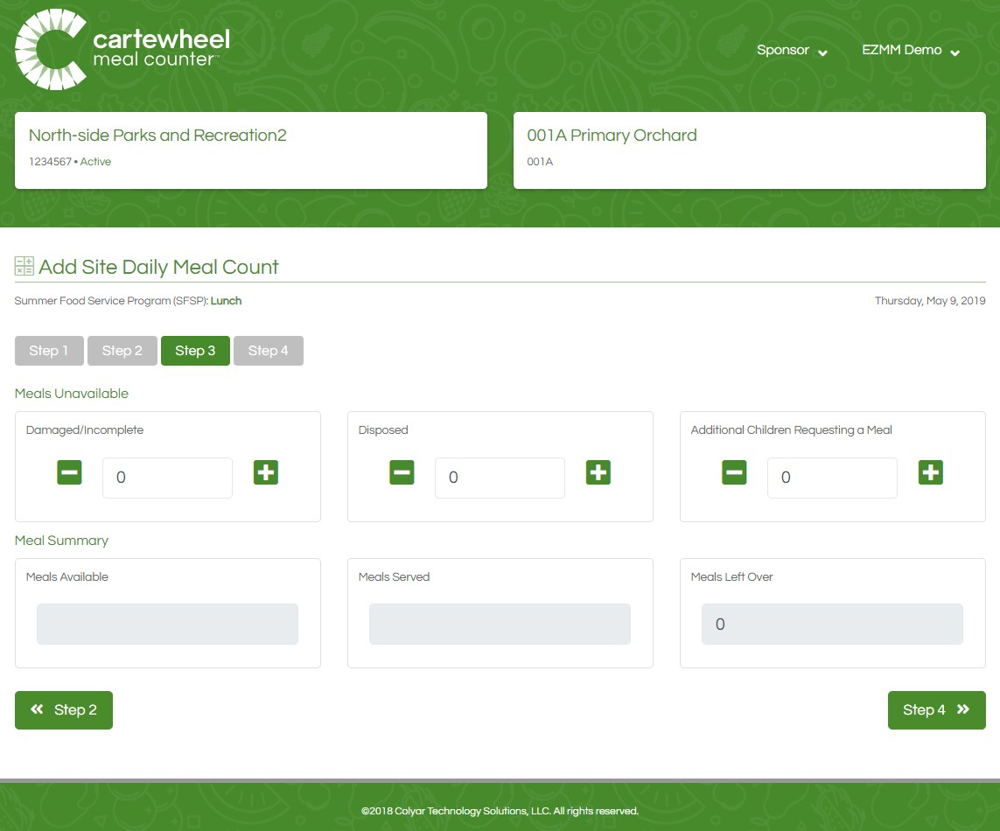 cartewheel
meal counter™
Sponsor
EZMM Demo
North-side Parks and Recreation2
1234567 • Active
001A Primary Orchard
001A
Add Site Daily Meal Count
Summer Food Service Program (SFSP): Lunch
Thursday, May 9, 2019
Step 1
Step 2
Step 3
Step 4
Meals Unavailable
Damaged/Incomplete
0
Disposed
0
Additional Children Requesting a Meal
0
Meal Summary
Meals Available
Meals Served
Meals Left Over
0
« Step 2
Step 4 »
©2018 Colyar Technology Solutions, LLC. All rights reserved.